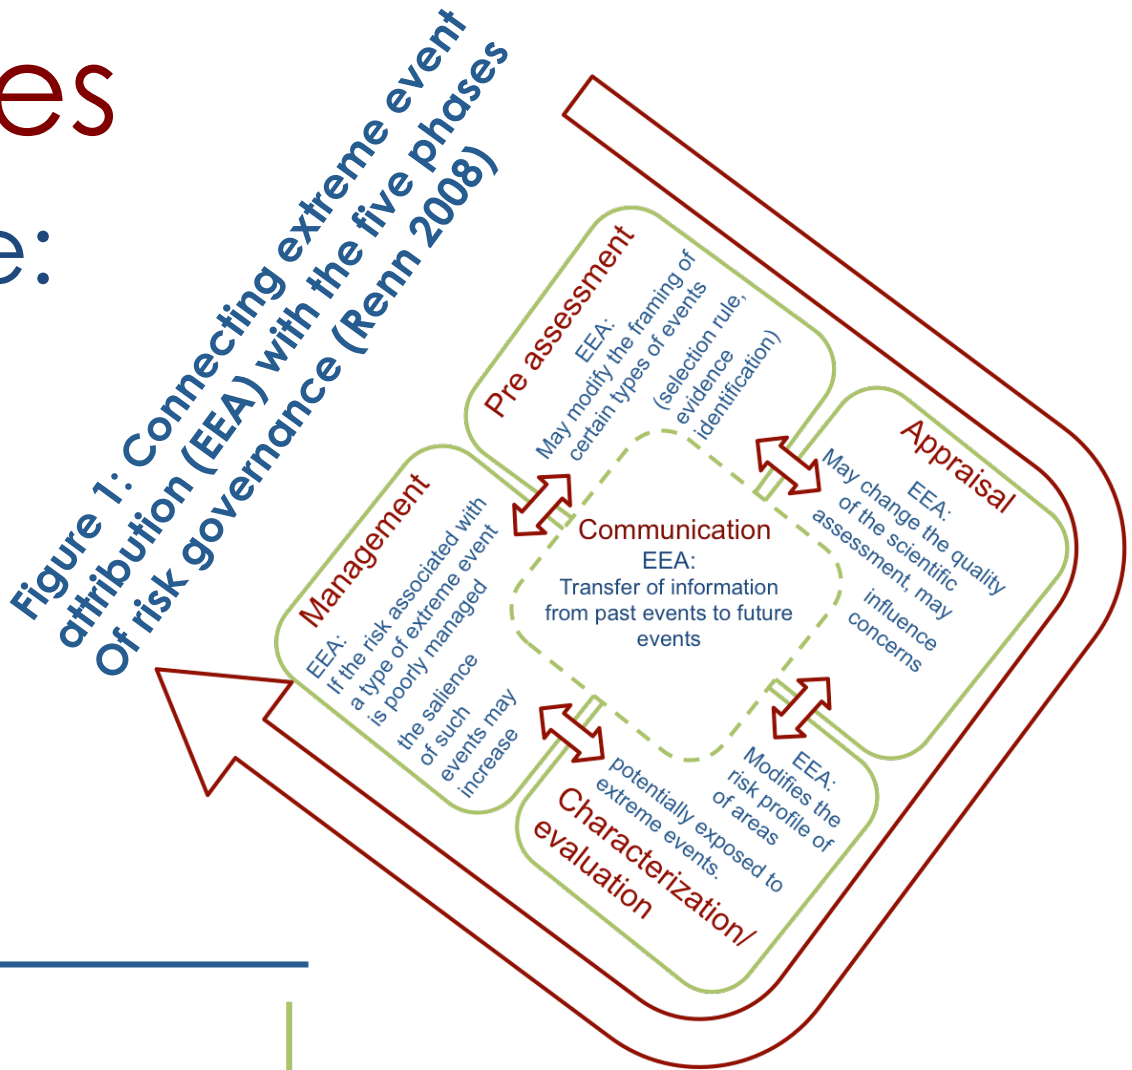 es
e:
Figure 1: Connecting extreme event
attribution (EEA) with the five phases
Of risk governance (Renn 2008)
Pre assessment
EEA:
May modify the framing of
certain types of events
(selection rule,
evidence
identification)
Appraisal
EEA:
May change the quality
of the scientific
assessment, may
influence
concerns
Communication
EEA:
Transfer of information
from past events to future
events
Management
EEA:
If the risk associated with
a type of extreme event
is poorly managed
the salience
of such
events may
increase
EEA:
Modifies the
risk profile of
of areas
potentially exposed to
extreme events.
Characterization/
evaluation